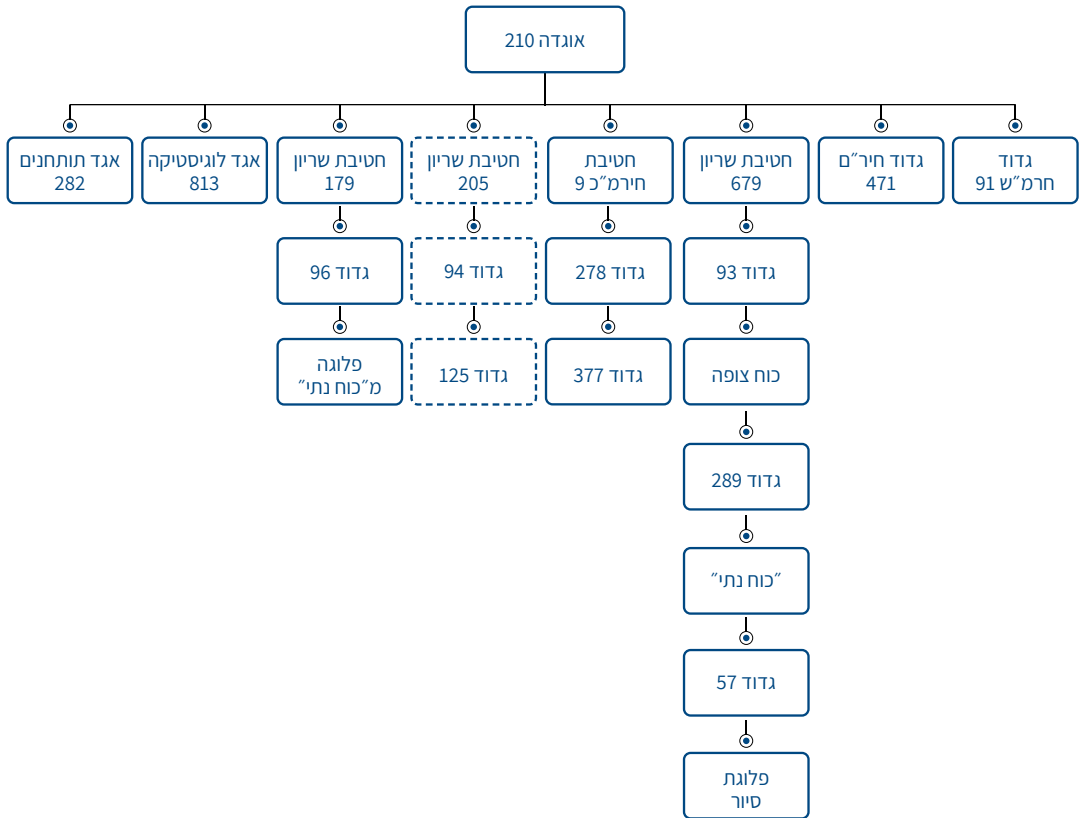 אוגדה 210
גדוד
חרמ״ש 91
גדוד חיר״ם
471
חטיבת שריון
679
חטיבת
חירמ״כ 9
חטיבת שריון
205
חטיבת שריון
179
אגד לוגיסטיקה
813
אגד תותחנים
282
גדוד 93
גדוד 278
גדוד 94
גדוד 96
כוח צופה
גדוד 377
גדוד 125
פלוגה
מ״כוח נתי״
גדוד 289
״כוח נתי״
גדוד 57
פלוגת
סיור